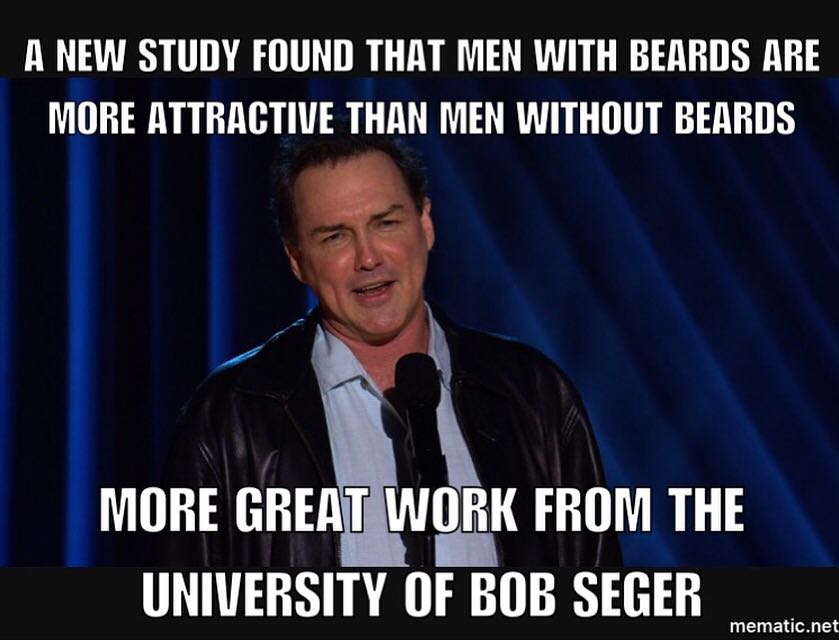 A NEW STUDY FOUND THAT MEN WITH BEARDS ARE
MORE ATTRACTIVE THAN MEN WITHOUT BEARDS
MORE GREAT WORK FROM THE
UNIVERSITY OF BOB SEGER
mematic.net